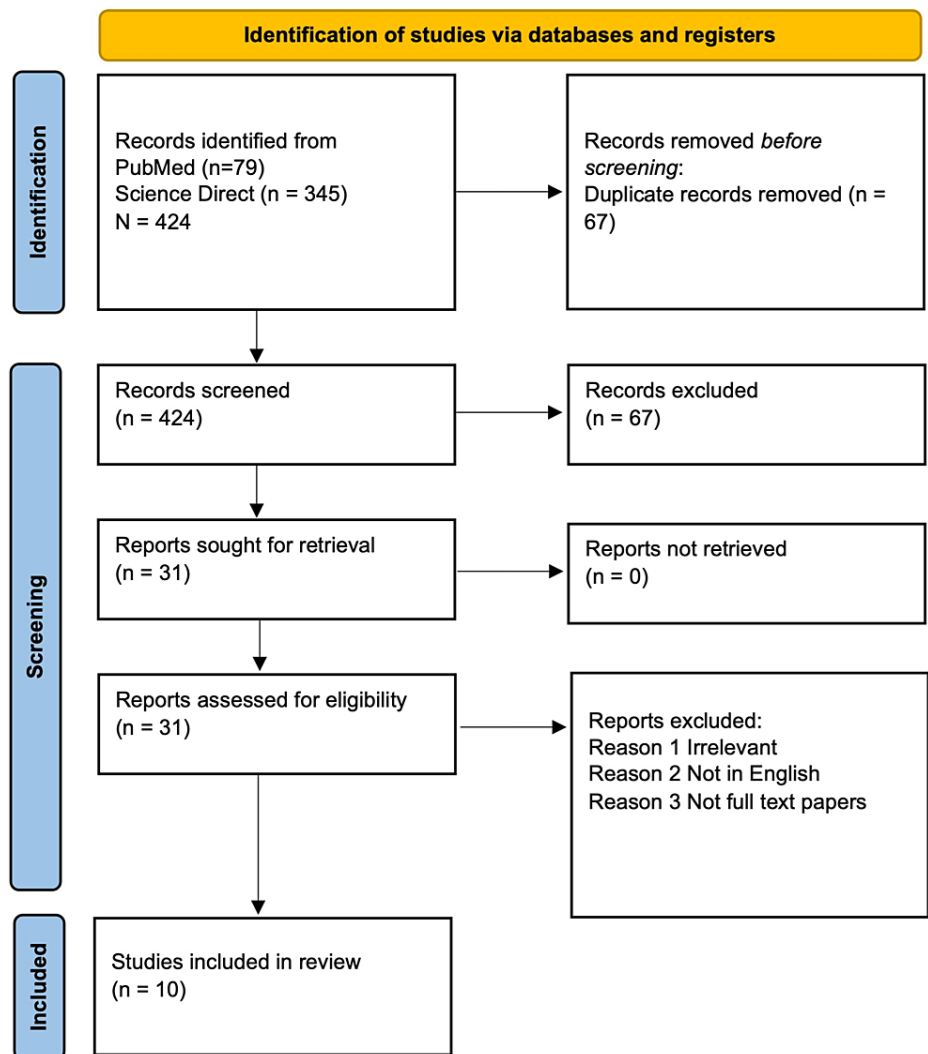 Identification of studies via databases and registers
Identification
Records identified from
PubMed (n=79)
Science Direct (n = 345)
N = 424
Records removed before
screening:
Duplicate records removed (n =
67)
Screening
Records screened
(n = 424)
Records excluded
(n = 67)
Reports sought for retrieval
(n = 31)
Reports not retrieved
(n = 0)
Reports assessed for eligibility
(n = 31)
Reports excluded:
Reason 1 Irrelevant
Reason 2 Not in English
Reason 3 Not full text papers
Included
Studies included in review
(n = 10)